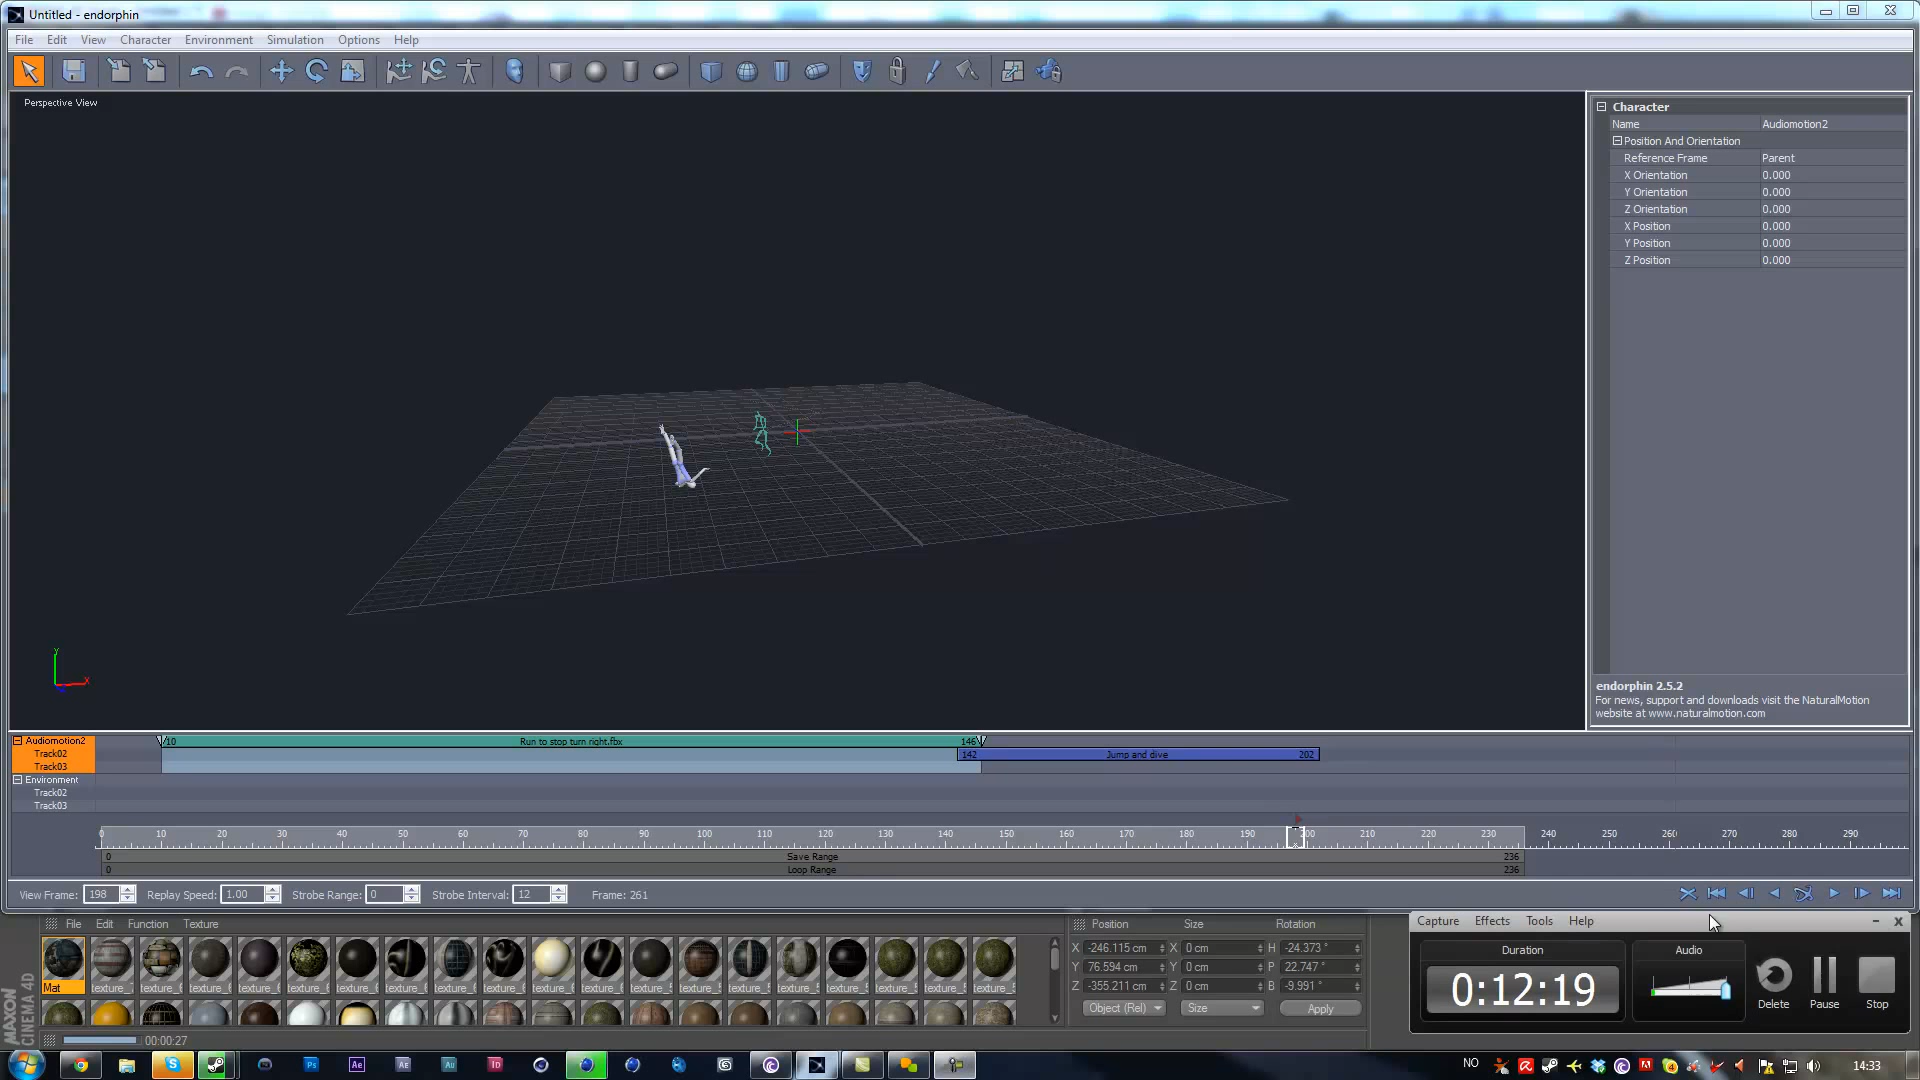 Untitled - endorphin
File Edit View Character Environment Simulation Options Help
Perspective View
Character
Name Audiomotion2
Position And Orientation
Reference Frame Parent
X Orientation 0.000
Y Orientation 0.000
Z Orientation 0.000
X Position 0.000
Y Position 0.000
Z Position 0.000
y
x
endorphin 2.5.2
For news, support and downloads visit the NaturalMotion
website at www.naturalmotion.com
Audiomotion2 10 Run to stop turn right.fbx 146
Track02 142 Jump and dive 202
Track03
Environment
Track02
Track03
0 10 20 30 40 50 60 70 80 90 100 110 120 130 140 150 160 170 180 190 200 210 220 230 240 250 260 270 280 290
0 Save Range 236
0 Loop Range 236
View Frame: 198 Replay Speed: 1.00 Strobe Range: 0 Strobe Interval: 12 Frame: 261
File Edit Function Texture
Mat
MAXON
CINEMA 4D
Position Size Rotation
X -246.115 cm X 0 cm H -24.373 °
Y 76.594 cm Y 0 cm P 22.747 °
Z -355.211 cm Z 0 cm B -9.991 °
Object (Rel) Size Apply
Capture Effects Tools Help
Duration Audio
0:12:19
Delete Pause Stop
00:00:27
Ps Ae Ae Au Id
NO 14:33